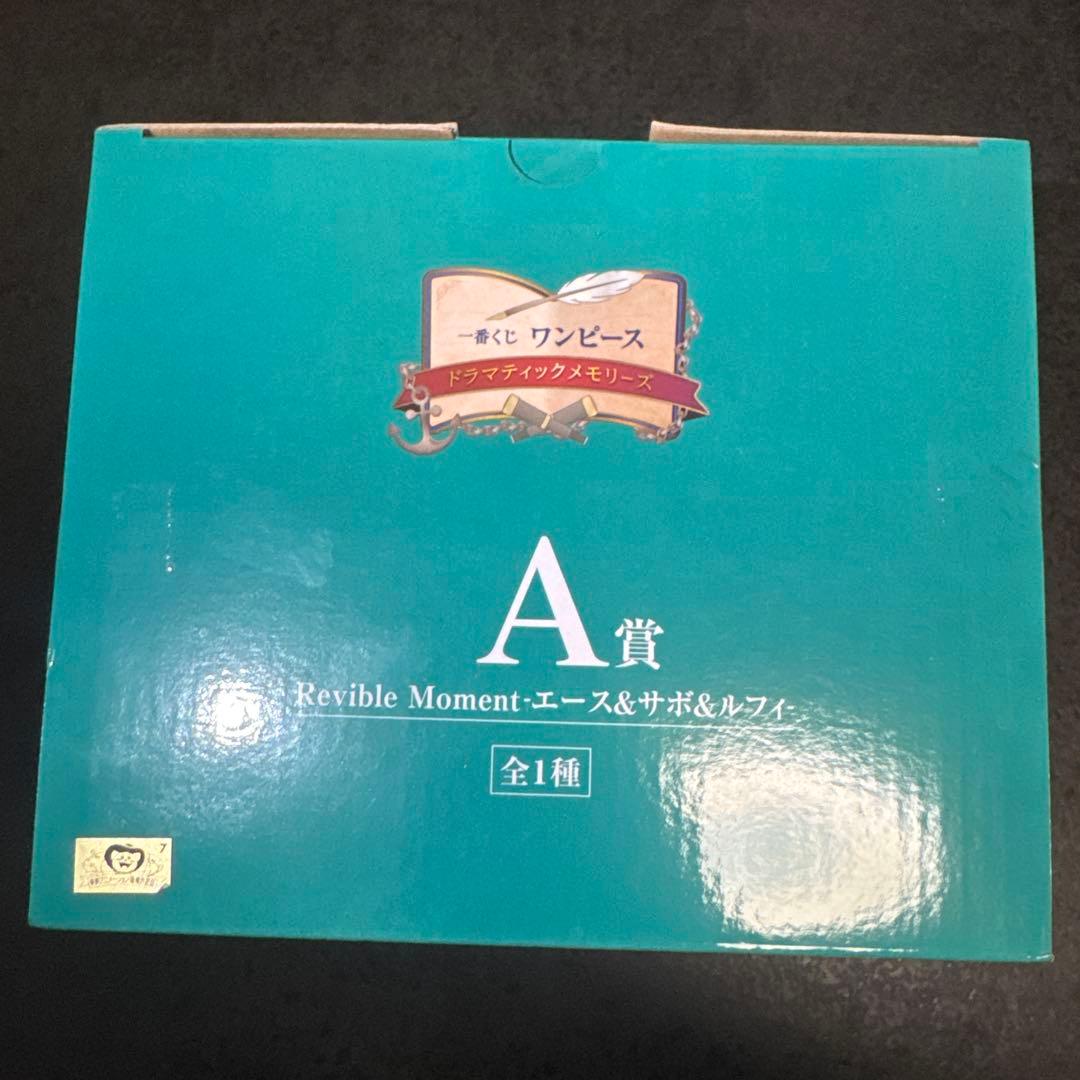 一番くじ ワンピース
ドラマティックメモリーズ
A賞
Revible Moment-エース&サボ&ルフィ-
全1種
7